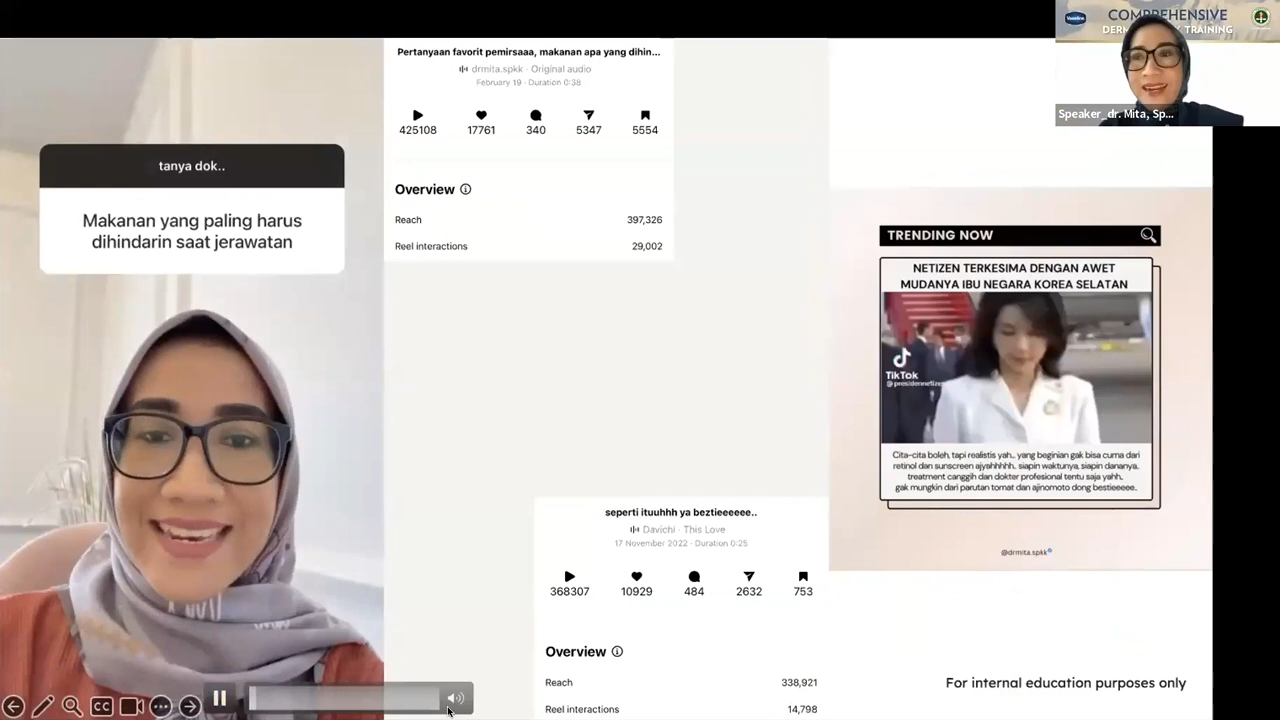 tanya dok..
Makanan yang paling harus
dihindarin saat jerawatan
Pertanyaan favorit pemirsaaa, makanan apa yang dihin...
drmita.spkk · Original audio
February 19 · Duration 0:38
425108 17761 340 5347 5554
Overview
Reach 397,326
Reel interactions 29,002
seperti ituuhhh ya beztieeeeee..
Davichi · This Love
17 November 2022 · Duration 0:25
368307 10929 484 2632 753
Overview
Reach 338,921
Reel interactions 14,798
COMPREHENSIVE
TRAINING
Speaker_dr. Mita, Sp...
TRENDING NOW
NETIZEN TERKESIMA DENGAN AWET
MUDANYA IBU NEGARA KOREA SELATAN
TikTok
Cita-cita boleh, tapi realistis yah.. yang beginian gak bisa cuma dari
retinol dan sunscreen ajyahhhhh. siapin waktunya, siapin dananya.
treatment canggih dan dokter profesional tentu saja yahh..
gak mungkin dari parutan tomat dan ajinomoto dong bestieeeee..
@drmita.spkk
For internal education purposes only
CC